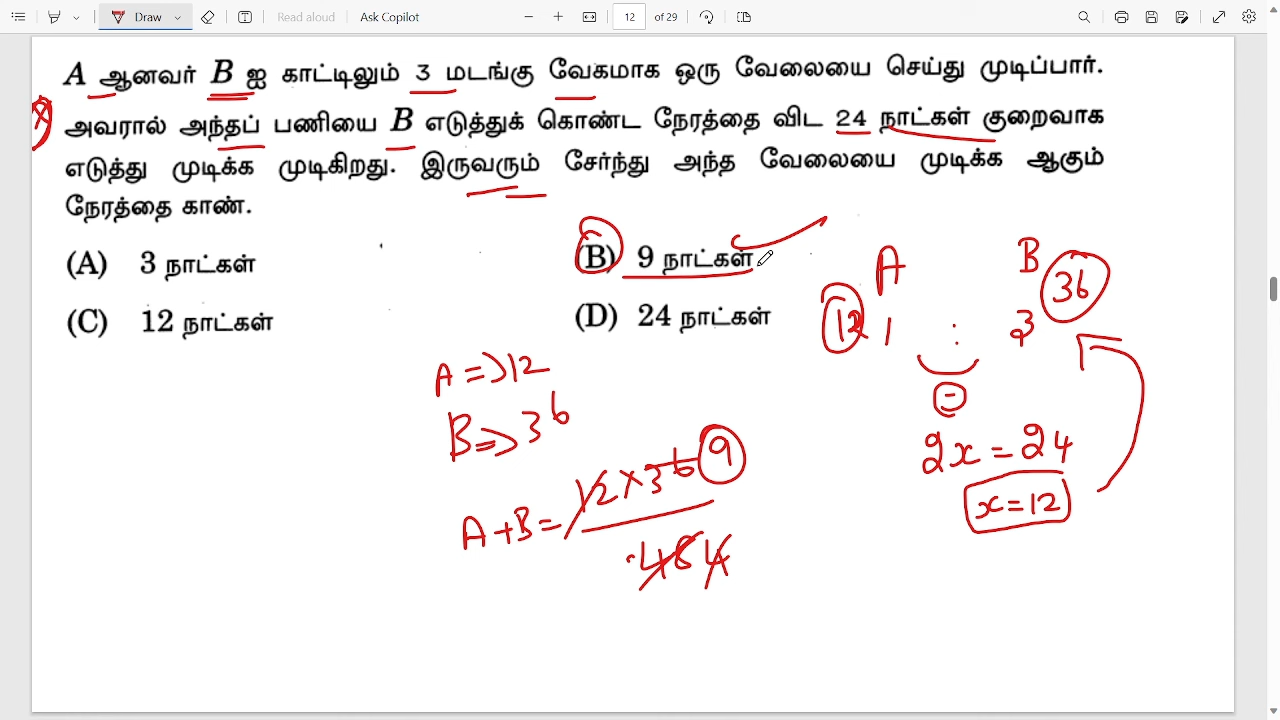 Draw
Read aloud
Ask Copilot
12 of 29
A ஆனவர் B ஐ காட்டிலும் 3 மடங்கு வேகமாக ஒரு வேலையை செய்து முடிப்பார்.
அவரால் அந்தப் பணியை B எடுத்துக் கொண்ட நேரத்தை விட 24 நாட்கள் குறைவாக
எடுத்து முடிக்க முடிகிறது. இருவரும் சேர்ந்து அந்த வேலையை முடிக்க ஆகும்
நேரத்தை காண்.
(A) 3 நாட்கள்
(B) 9 நாட்கள்
(C) 12 நாட்கள்
(D) 24 நாட்கள்
A B
36
12 1 : 3
2x = 24
x = 12
A => 12
B => 36
A + B = 12 x 36 9
48 4